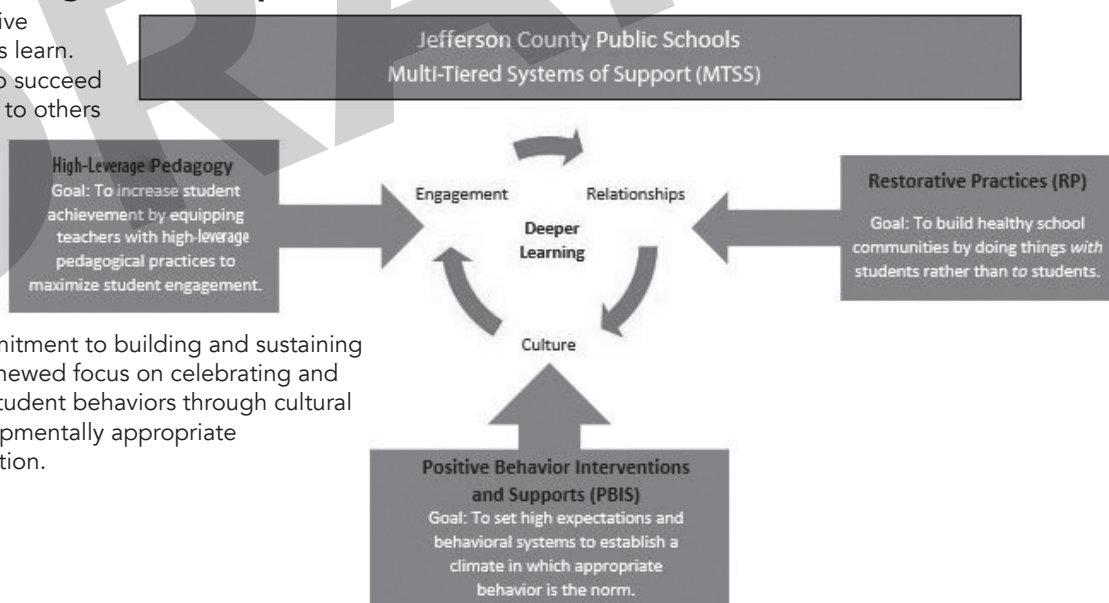 ive
s learn.
o succeed
to others
Jefferson County Public Schools
Multi-Tiered Systems of Support (MTSS)
High-Leverage Pedagogy
Goal: To increase student
achievement by equipping
teachers with high-leverage
pedagogical practices to
maximize student engagement.
Engagement
Relationships
Deeper
Learning
Culture
Restorative Practices (RP)
Goal: To build healthy school
communities by doing things with
students rather than to students.
mitment to building and sustaining
newed focus on celebrating and
tudent behaviors through cultural
pmentally appropriate
tion.
Positive Behavior Interventions
and Supports (PBIS)
Goal: To set high expectations and
behavioral systems to establish a
climate in which appropriate
behavior is the norm.